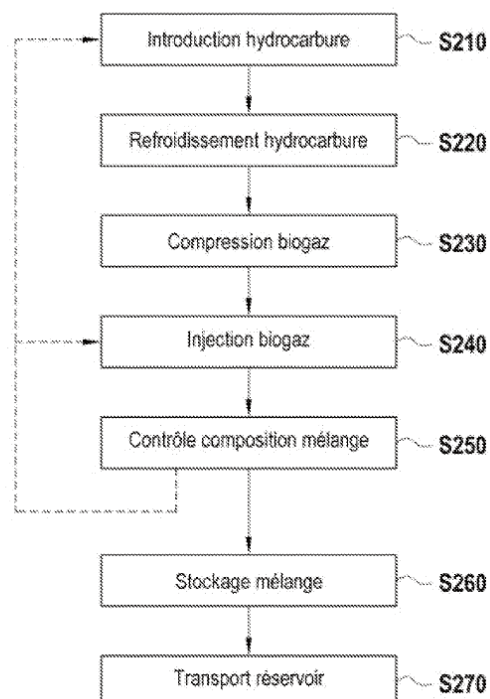 Introduction hydrocarbure S210
Refroidissement hydrocarbure S220
Compression biogaz S230
Injection biogaz S240
Contrôle composition mélange S250
Stockage mélange S260
Transport réservoir S270